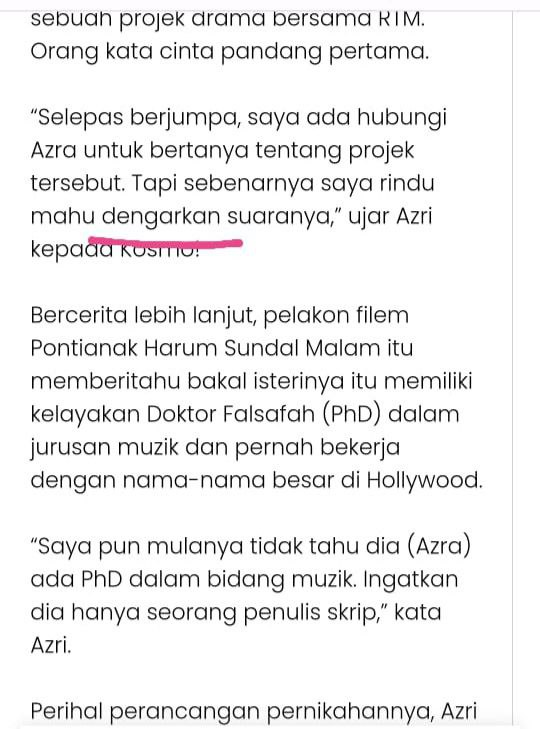 sebuah projek drama bersama RTM.
Orang kata cinta pandang pertama.
“Selepas berjumpa, saya ada hubungi
Azra untuk bertanya tentang projek
tersebut. Tapi sebenarnya saya rindu
mahu dengarkan suaranya,” ujar Azri
kepada Kosmo!
Bercerita lebih lanjut, pelakon filem
Pontianak Harum Sundal Malam itu
memberitahu bakal isterinya itu memiliki
kelayakan Doktor Falsafah (PhD) dalam
jurusan muzik dan pernah bekerja
dengan nama-nama besar di Hollywood.
“Saya pun mulanya tidak tahu dia (Azra)
ada PhD dalam bidang muzik. Ingatkan
dia hanya seorang penulis skrip,” kata
Azri.
Perihal perancangan pernikahannya, Azri